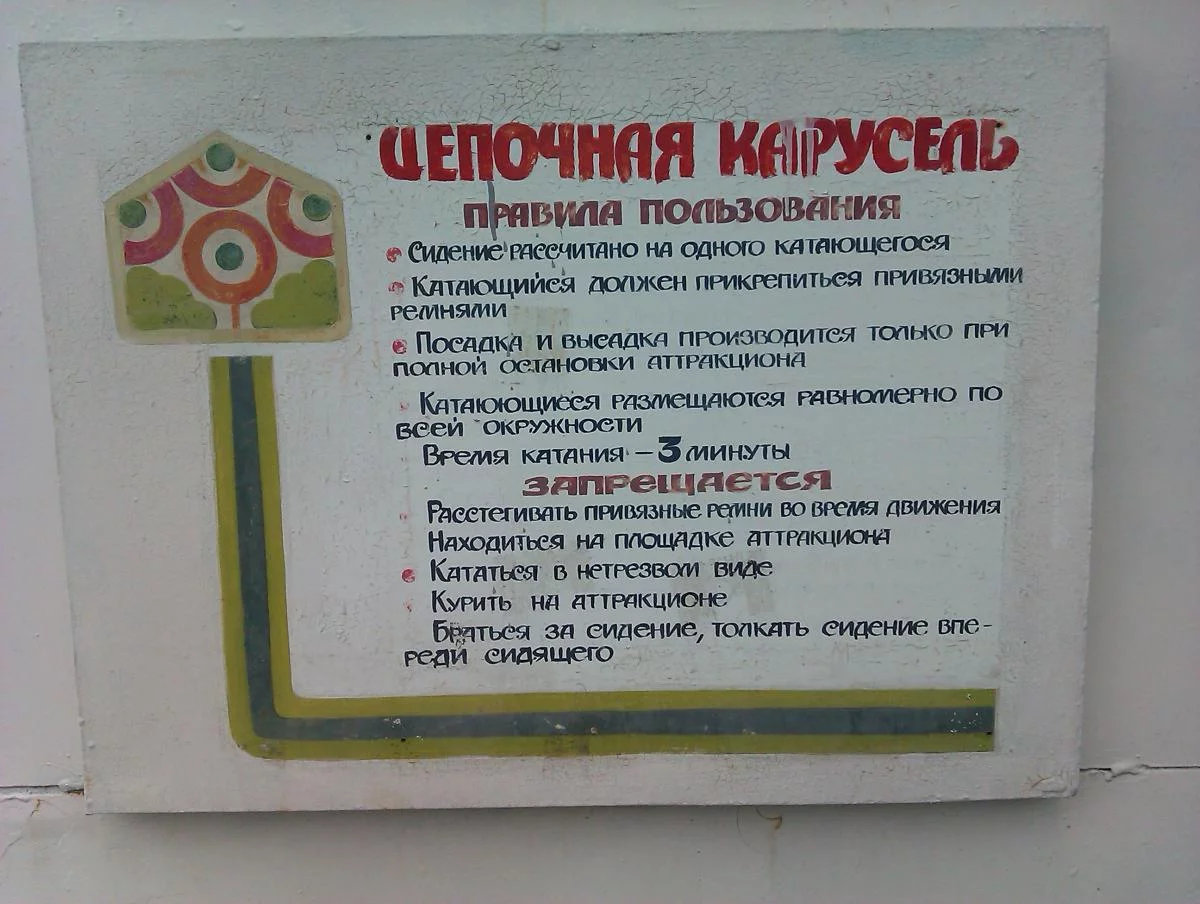 ЦЕПОЧНАЯ КАРУСЕЛЬ
ПРАВИЛА ПОЛЬЗОВАНИЯ
Сидение рассчитано на одного катающегося
Катающийся должен прикрепиться привязными
ремнями
Посадка и высадка производится только при
полной остановки аттракциона
Катаюющиеся размещаются равномерно по
всей окружности
Время катания – 3 минуты
ЗАПРЕЩАЕТСЯ
Расстегивать привязные ремни во время движения
Находиться на площадке аттракциона
Кататься в нетрезвом виде
Курить на аттракционе
Браться за сидение, толкать сидение впе-
реди сидящего